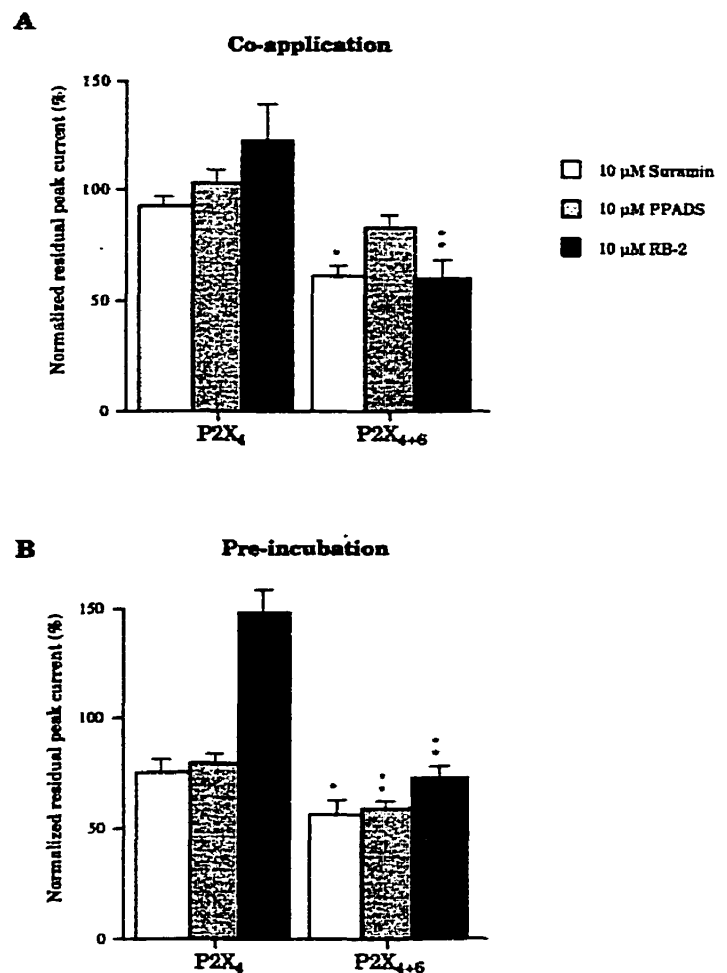 A
Co-application
Normalized residual peak current (%)
150
100
50
0
P2X₄
P2X₄₊₆
*
*
*
10 µM Suramin
10 µM PPADS
10 µM RB-2
B
Pre-incubation
Normalized residual peak current (%)
150
100
50
0
P2X₄
P2X₄₊₆
*
*
*
*
*